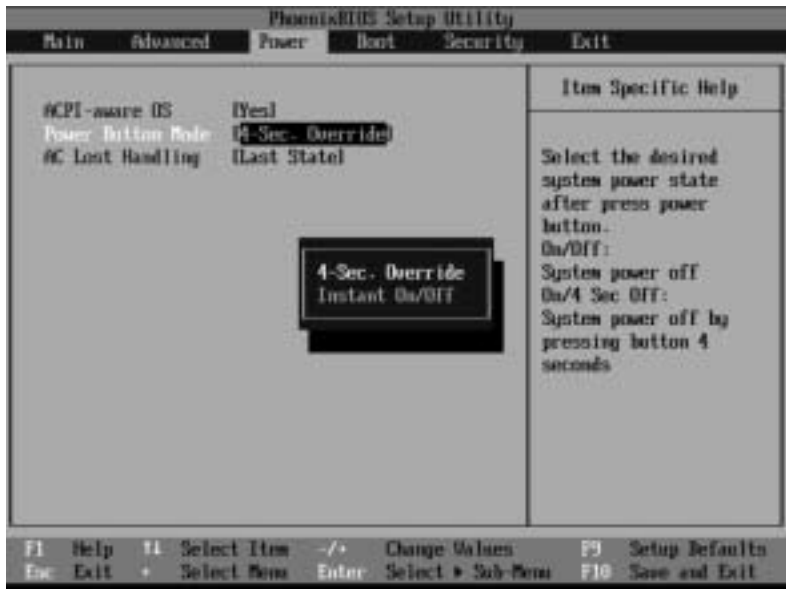 PhoenixBIOS Setup Utility
Main Advanced Power Boot Security Exit
Item Specific Help
ACPI-aware OS [Yes]
Power Button Mode [4-Sec. Override]
AC Lost Handling [Last State]
Select the desired
system power state
after press power
button.
On/Off:
System power off
On/4 Sec Off:
System power off by
pressing button 4
seconds
4-Sec. Override
Instant On/Off
F1 Help ↑↓ Select Item -/+ Change Values F9 Setup Defaults
Esc Exit Select Menu Enter Select ▶ Sub-Menu F10 Save and Exit